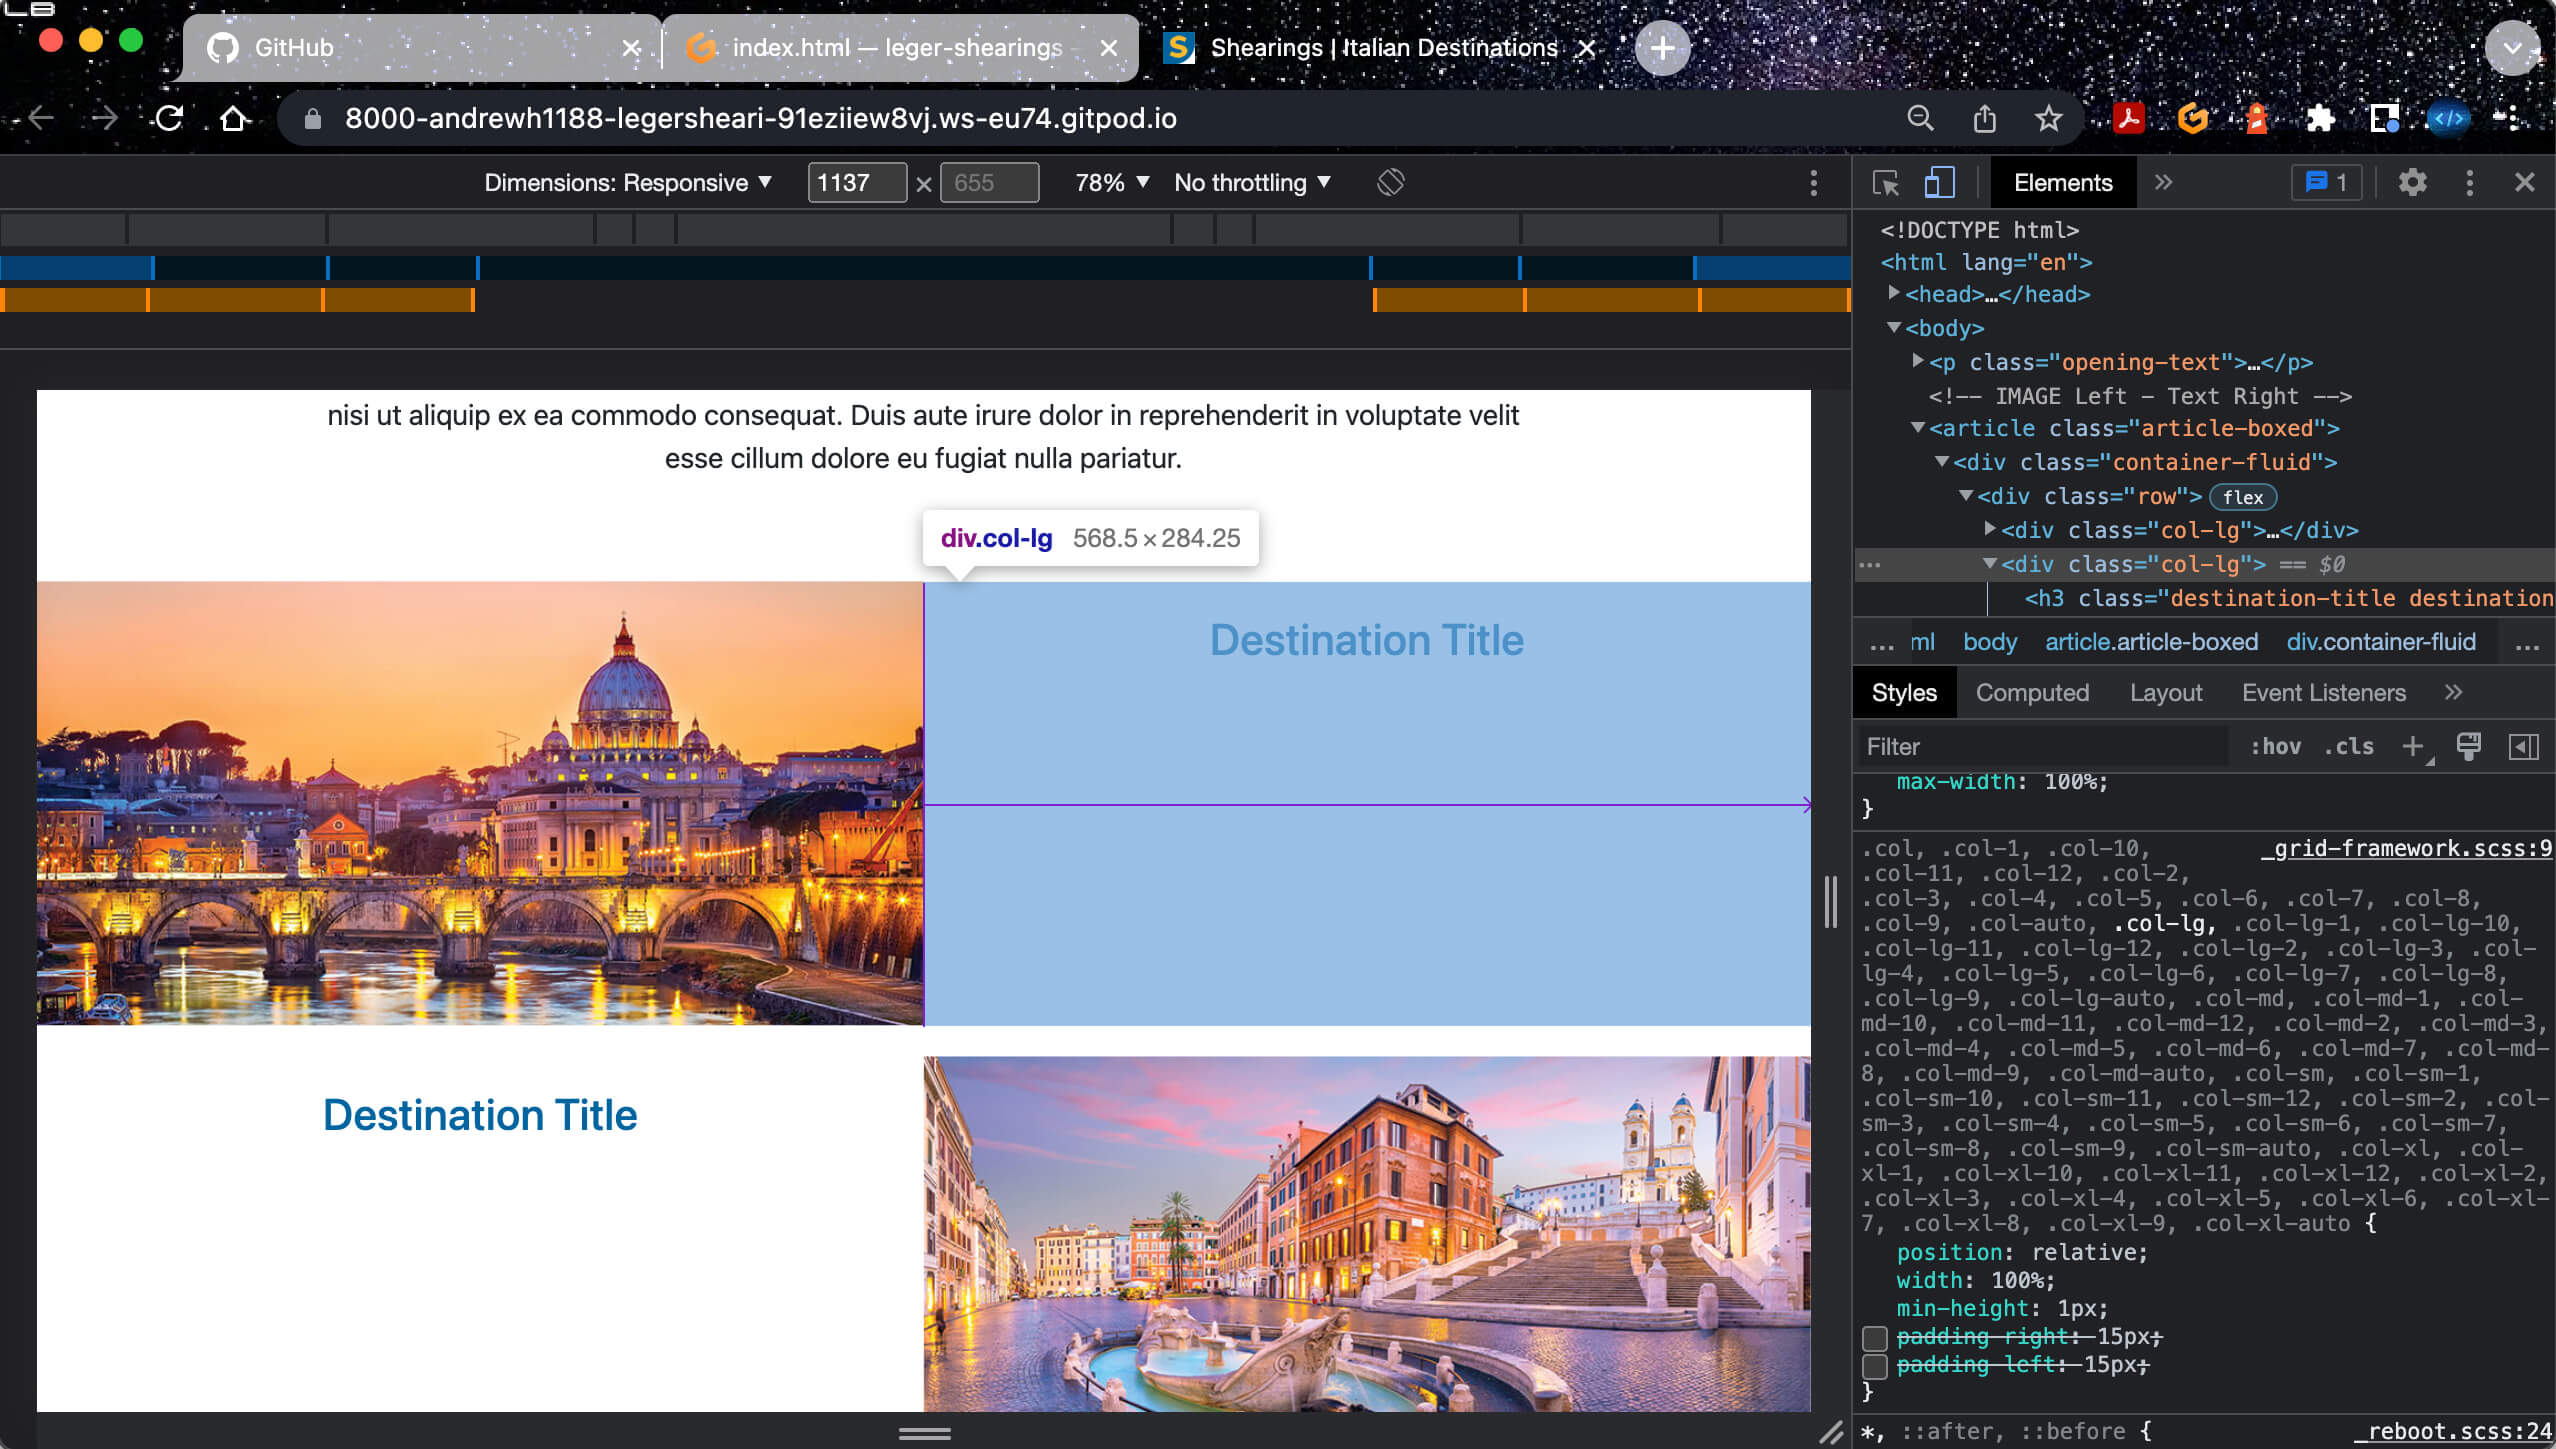 GitHub
index.html — leger-shearings
Shearings | Italian Destinations
8000-andrewh1188-legersheari-91eziiew8vj.ws-eu74.gitpod.io
Dimensions: Responsive ▼ 1137 × 655 78% ▼ No throttling ▼
Elements » 1
<!DOCTYPE html>
<html lang="en">
<head>…</head>
<body>
<p class="opening-text">…</p>
<!-- IMAGE Left - Text Right -->
<article class="article-boxed">
<div class="container-fluid">
<div class="row"> flex
<div class="col-lg">…</div>
… <div class="col-lg"> == $0
<h3 class="destination-title destination
… ml body article.article-boxed div.container-fluid …
Styles Computed Layout Event Listeners »
Filter :hov .cls +
max-width: 100%;
}
.col, .col-1, .col-10, _grid-framework.scss:9
.col-11, .col-12, .col-2,
.col-3, .col-4, .col-5, .col-6, .col-7, .col-8,
.col-9, .col-auto, .col-lg, .col-lg-1, .col-lg-10,
.col-lg-11, .col-lg-12, .col-lg-2, .col-lg-3, .col-
lg-4, .col-lg-5, .col-lg-6, .col-lg-7, .col-lg-8,
.col-lg-9, .col-lg-auto, .col-md, .col-md-1, .col-
md-10, .col-md-11, .col-md-12, .col-md-2, .col-md-3,
.col-md-4, .col-md-5, .col-md-6, .col-md-7, .col-md-
8, .col-md-9, .col-md-auto, .col-sm, .col-sm-1,
.col-sm-10, .col-sm-11, .col-sm-12, .col-sm-2, .col-
sm-3, .col-sm-4, .col-sm-5, .col-sm-6, .col-sm-7,
.col-sm-8, .col-sm-9, .col-sm-auto, .col-xl, .col-
xl-1, .col-xl-10, .col-xl-11, .col-xl-12, .col-xl-2,
.col-xl-3, .col-xl-4, .col-xl-5, .col-xl-6, .col-xl-
7, .col-xl-8, .col-xl-9, .col-xl-auto {
position: relative;
width: 100%;
min-height: 1px;
padding-right: 15px;
padding-left: 15px;
}
*, ::after, ::before { _reboot.scss:24
nisi ut aliquip ex ea commodo consequat. Duis aute irure dolor in reprehenderit in voluptate velit
esse cillum dolore eu fugiat nulla pariatur.
div.col-lg 568.5 × 284.25
Destination Title
Destination Title